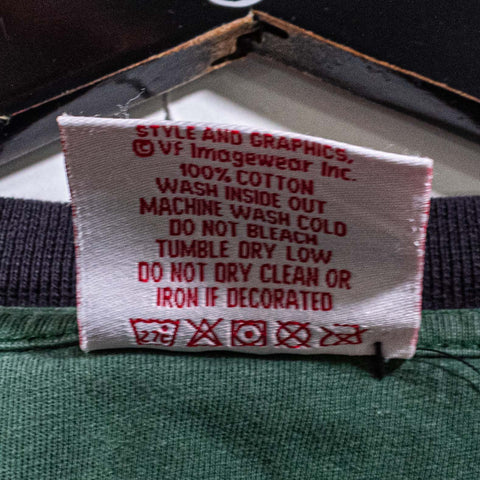 STYLE AND GRAPHICS,
© Vf Imagewear Inc.
100% COTTON
WASH INSIDE OUT
MACHINE WASH COLD
DO NOT BLEACH
TUMBLE DRY LOW
DO NOT DRY CLEAN OR
IRON IF DECORATED
27c